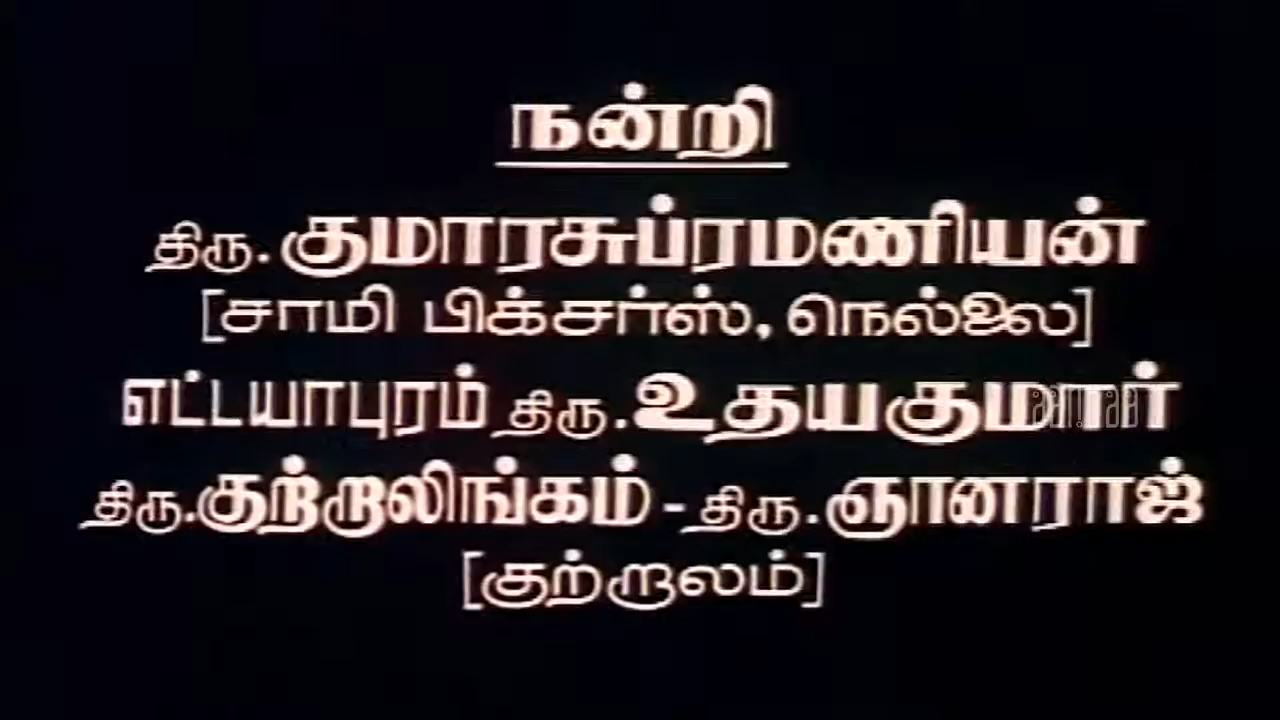 நன்றி
திரு. குமாரசுப்ரமணியன்
[சாமி பிக்சர்ஸ், நெல்லை]
எட்டயாபுரம் திரு. உதயகுமார்
திரு. குற்றாலிங்கம் - திரு. ஞானராஜ்
[குற்றாலம்]